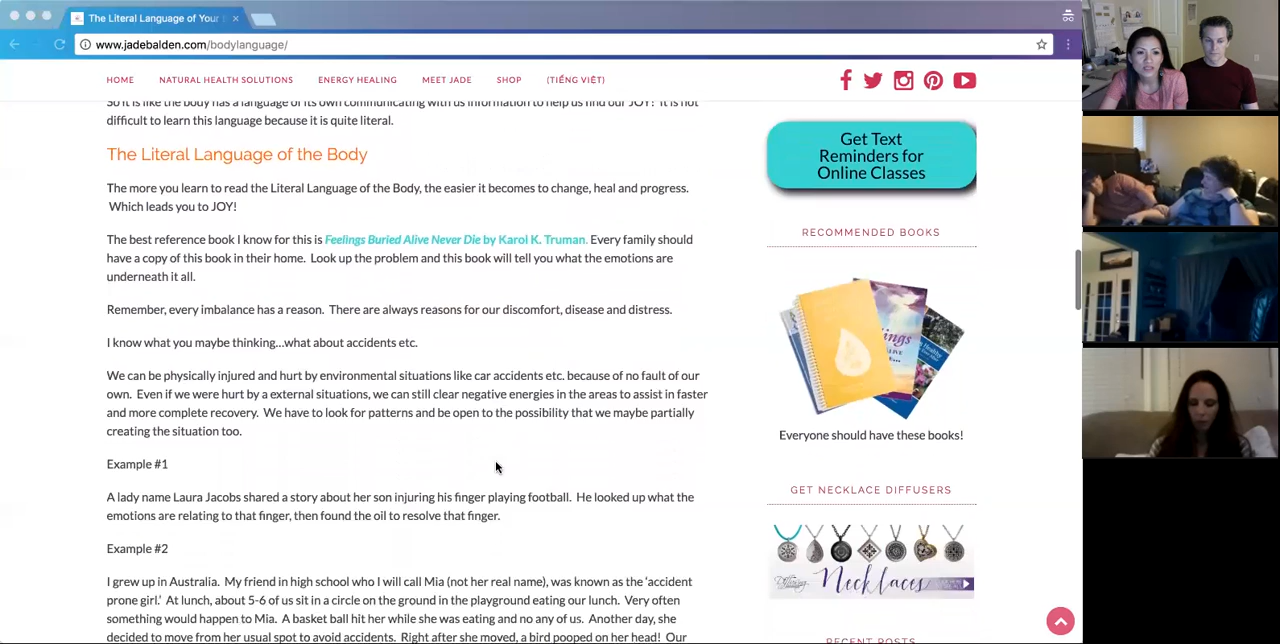 The Literal Language of Your
www.jadebalden.com/bodylanguage/
HOME NATURAL HEALTH SOLUTIONS ENERGY HEALING MEET JADE SHOP (TIẾNG VIỆT)
So it is like the body has a language of its own communicating with us information to help us find our JOY! It is not
difficult to learn this language because it is quite literal.
The Literal Language of the Body
The more you learn to read the Literal Language of the Body, the easier it becomes to change, heal and progress.
Which leads you to JOY!
The best reference book I know for this is Feelings Buried Alive Never Die by Karol K. Truman. Every family should
have a copy of this book in their home. Look up the problem and this book will tell you what the emotions are
underneath it all.
Remember, every imbalance has a reason. There are always reasons for our discomfort, disease and distress.
I know what you maybe thinking...what about accidents etc.
We can be physically injured and hurt by environmental situations like car accidents etc. because of no fault of our
own. Even if we were hurt by a external situations, we can still clear negative energies in the areas to assist in faster
and more complete recovery. We have to look for patterns and be open to the possibility that we maybe partially
creating the situation too.
Example #1
A lady name Laura Jacobs shared a story about her son injuring his finger playing football. He looked up what the
emotions are relating to that finger, then found the oil to resolve that finger.
Example #2
I grew up in Australia. My friend in high school who I will call Mia (not her real name), was known as the 'accident
prone girl.' At lunch, about 5-6 of us sit in a circle on the ground in the playground eating our lunch. Very often
something would happen to Mia. A basket ball hit her while she was eating and no any of us. Another day, she
decided to move from her usual spot to avoid accidents. Right after she moved, a bird pooped on her head! Our
Get Text
Reminders for
Online Classes
RECOMMENDED BOOKS
Everyone should have these books!
GET NECKLACE DIFFUSERS
Necklaces
RECENT POSTS